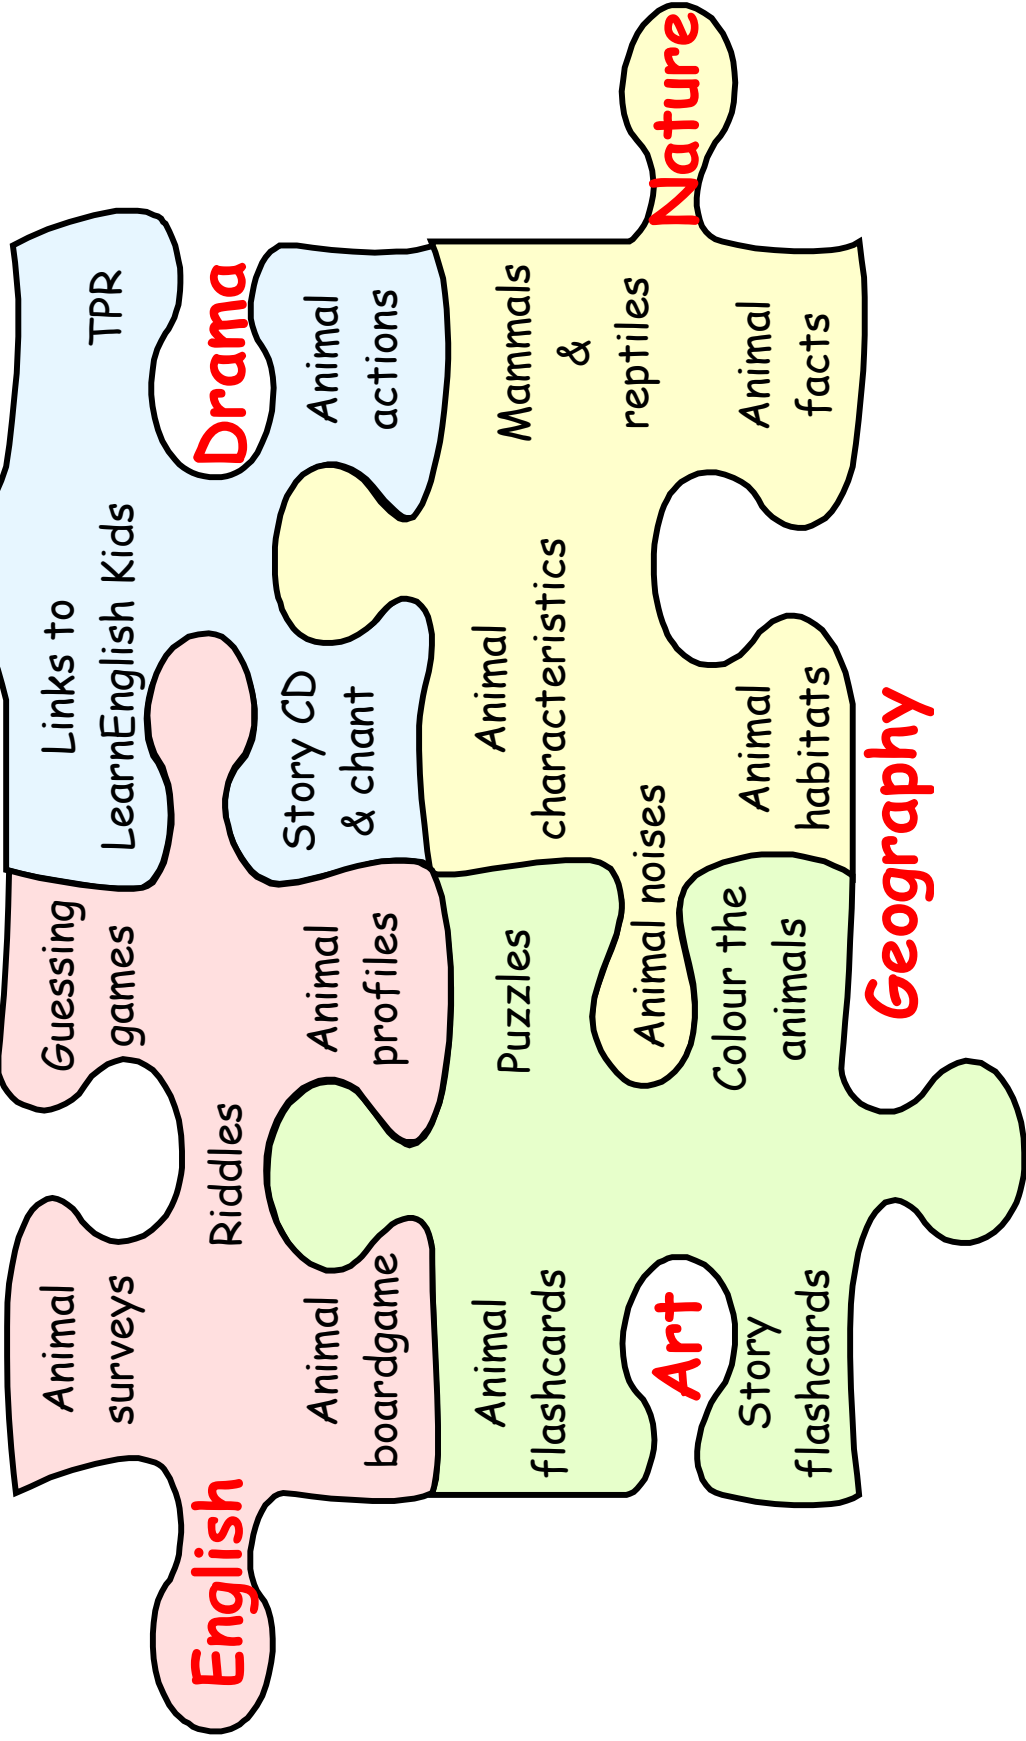 English
Animal
surveys
Guessing
games
Riddles
Animal
boardgame
Animal
profiles
Links to
LearnEnglish Kids
TPR
Drama
Story CD
& chant
Animal
actions
Art
Animal
flashcards
Puzzles
Story
flashcards
Colour the
animals
Nature
Animal
characteristics
Mammals
&
reptiles
Animal noises
Animal
habitats
Animal
facts
Geography